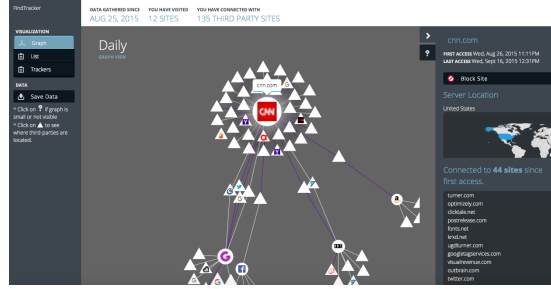 findTracker
DATA GATHERED SINCE
AUG 25, 2015
YOU HAVE VISITED
12 SITES
YOU HAVE CONNECTED WITH
135 THIRD PARTY SITES
VISUALIZATION
Graph
List
Trackers
DATA
Save Data
* Click on ? if graph is
small or not visible
* Click on ▲ to see
where third-parties are
located.
Daily
GRAPH VIEW
cnn.com
CNN
?
cnn.com
FIRST ACCESS Wed, Aug 26, 2015 11:11PM
LAST ACCESS Wed, Sept 16, 2015 12:31PM
Block Site
Server Location
United States
Connected to 44 sites since
first access.
turner.com
optimizely.com
clicktale.net
postrelease.com
fonts.net
krxd.net
ugdturner.com
googletagservices.com
visualrevenue.com
outbrain.com
twitter.com